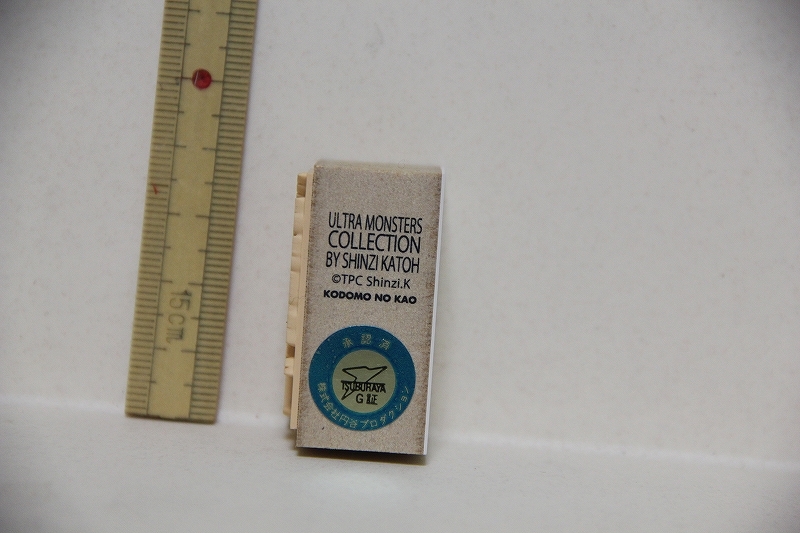 15cm
ULTRA MONSTERS
COLLECTION
BY SHINZI KATOH
©TPC Shinzi.K
KODOMO NO KAO
承認済
TSUBURAYA
G 証
株式会社円谷プロダクション